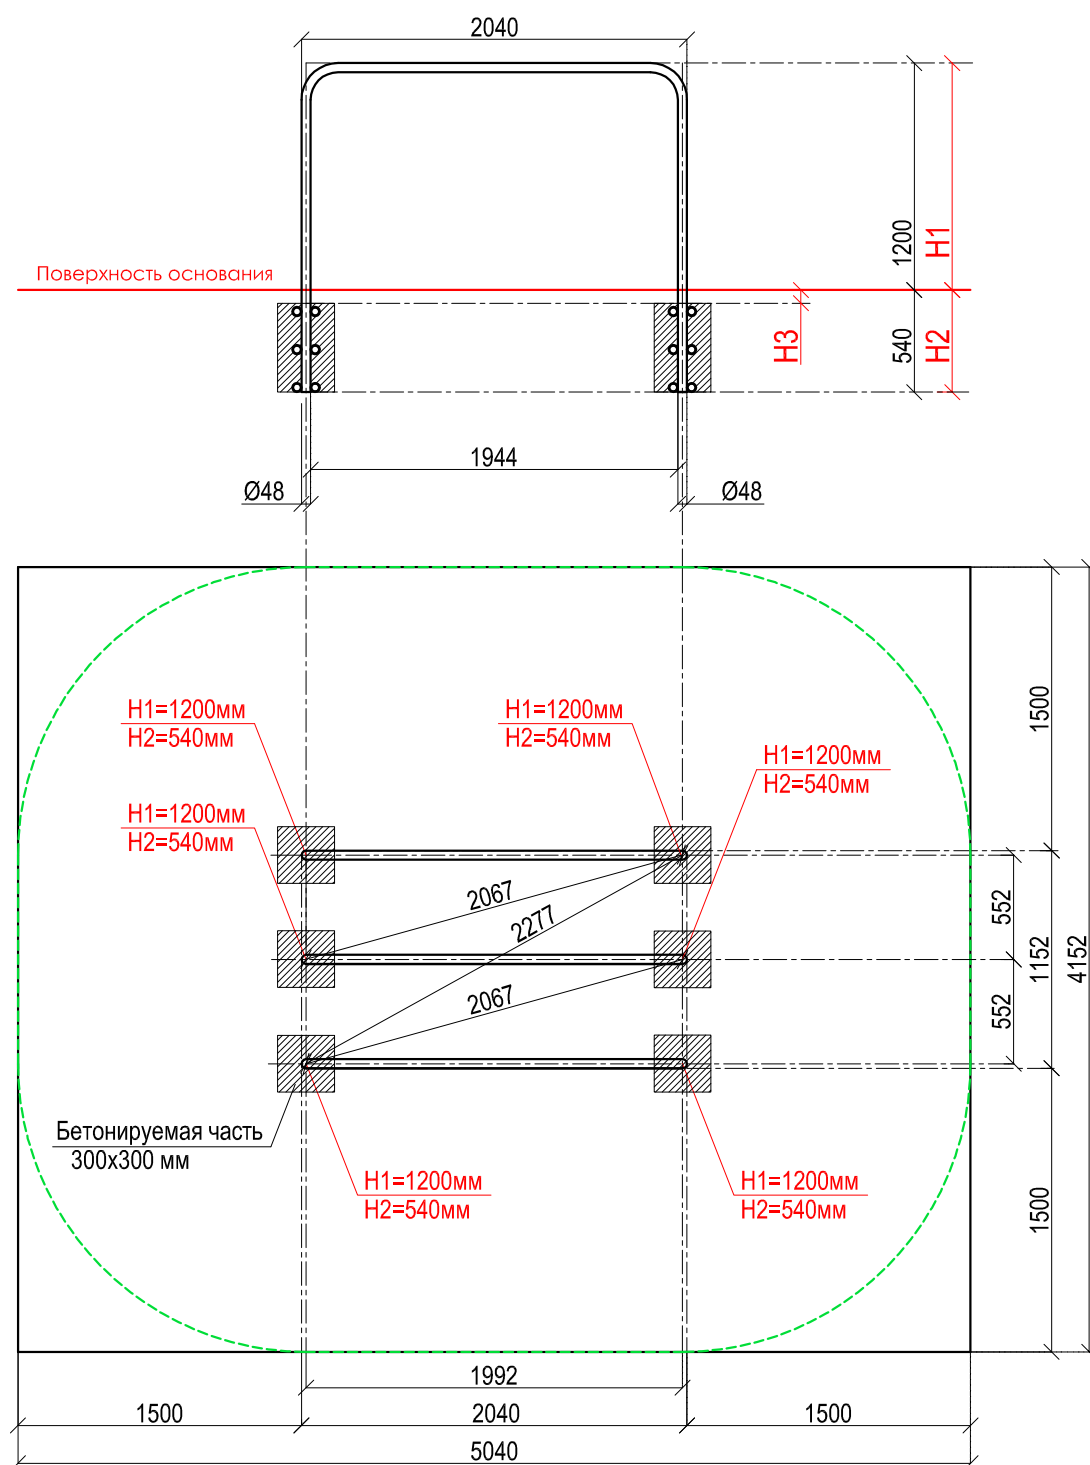 2040
1200
H1
Поверхность основания
H3
540
H2
1944
Ø48
Ø48
H1=1200мм
H2=540мм
H1=1200мм
H2=540мм
H1=1200мм
H2=540мм
H1=1200мм
H2=540мм
1500
2067
2277
2067
552
552
1152
4152
Бетонируемая часть
300х300 мм
H1=1200мм
H2=540мм
H1=1200мм
H2=540мм
1500
1992
1500
2040
1500
5040